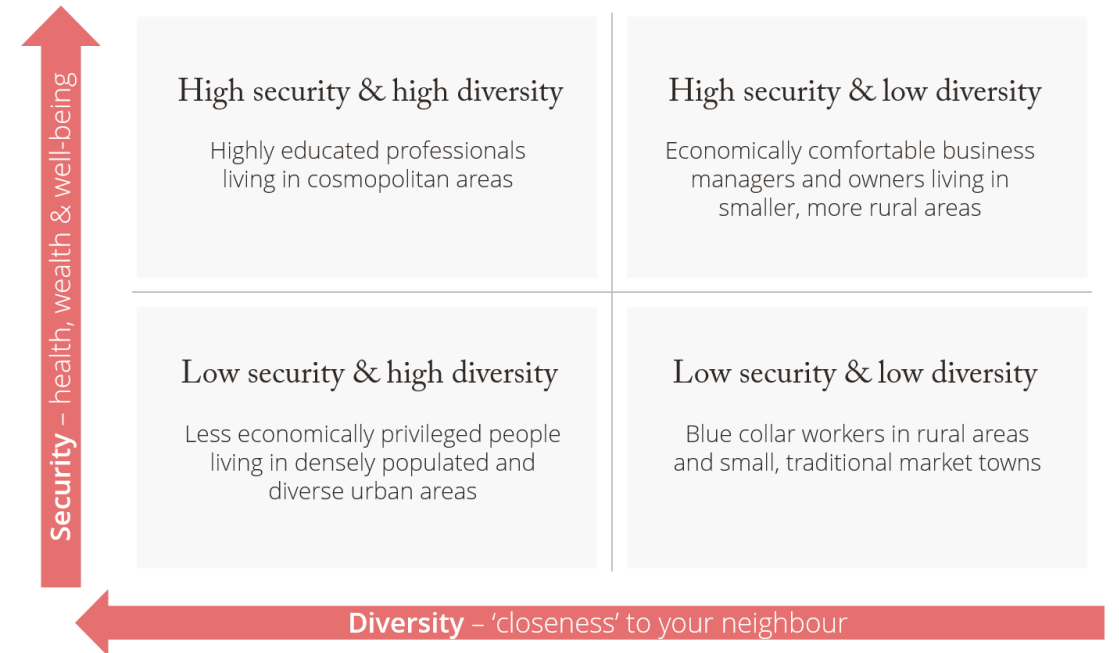 Security – health, wealth & well-being
High security & high diversity
Highly educated professionals
living in cosmopolitan areas
High security & low diversity
Economically comfortable business
managers and owners living in
smaller, more rural areas
Low security & high diversity
Less economically privileged people
living in densely populated and
diverse urban areas
Low security & low diversity
Blue collar workers in rural areas
and small, traditional market towns
Diversity – ‘closeness’ to your neighbour